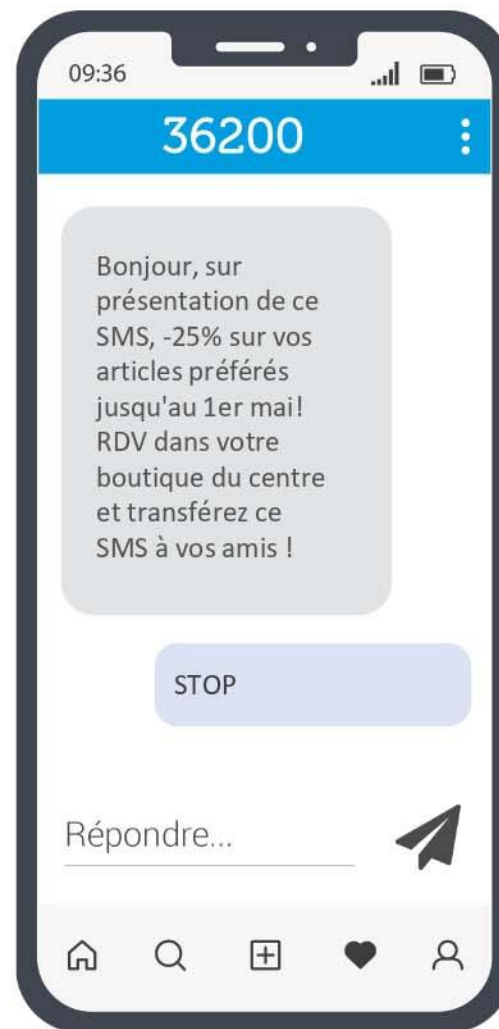 09:36
36200
Bonjour, sur
présentation de ce
SMS, -25% sur vos
articles préférés
jusqu'au 1er mai!
RDV dans votre
boutique du centre
et transférez ce
SMS à vos amis !
STOP
Répondre...